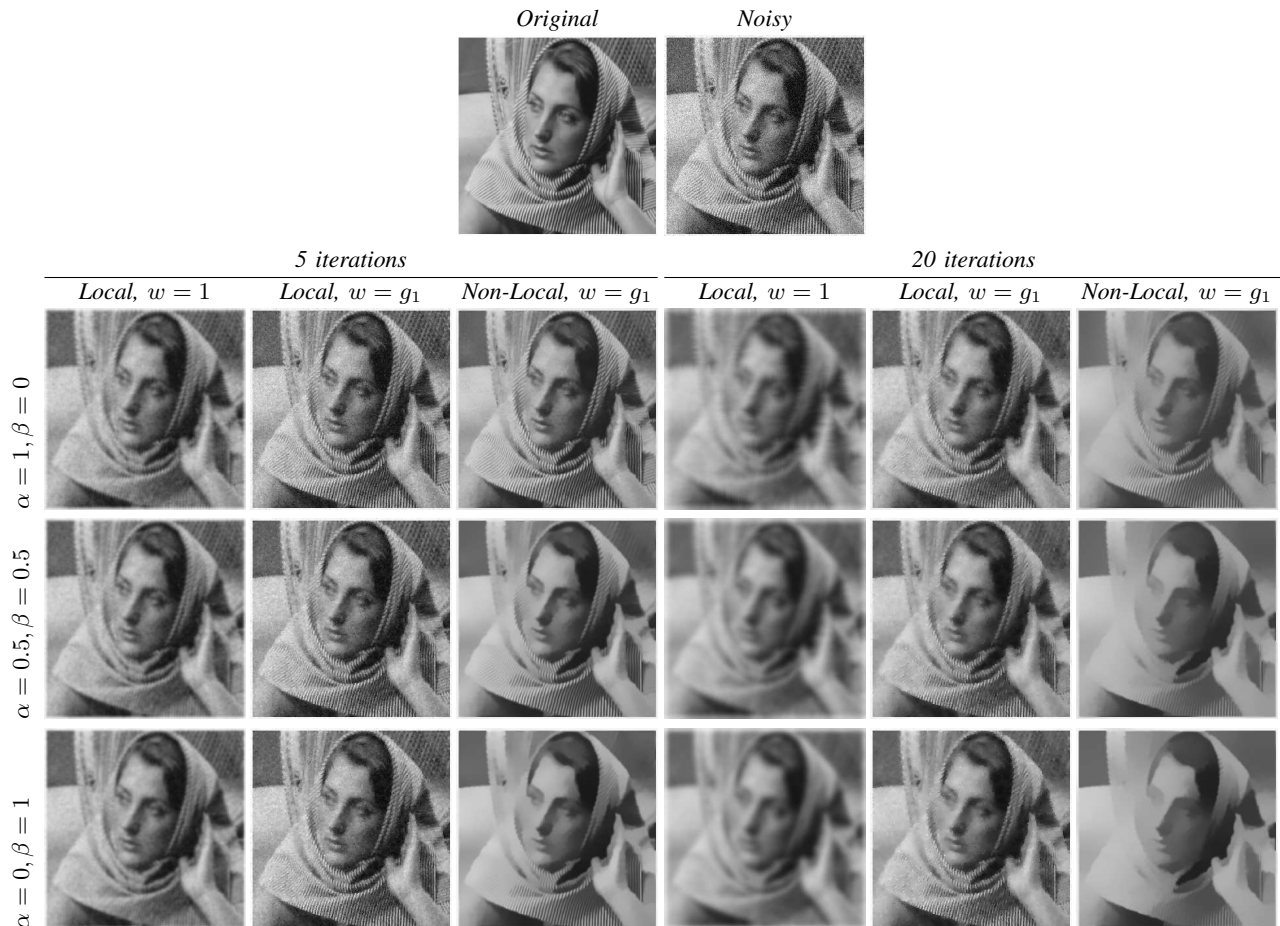 Original Noisy
5 iterations 20 iterations
Local, w = 1 Local, w = g₁ Non-Local, w = g₁ Local, w = 1 Local, w = g₁ Non-Local, w = g₁
α = 1, β = 0
α = 0.5, β = 0.5
α = 0, β = 1